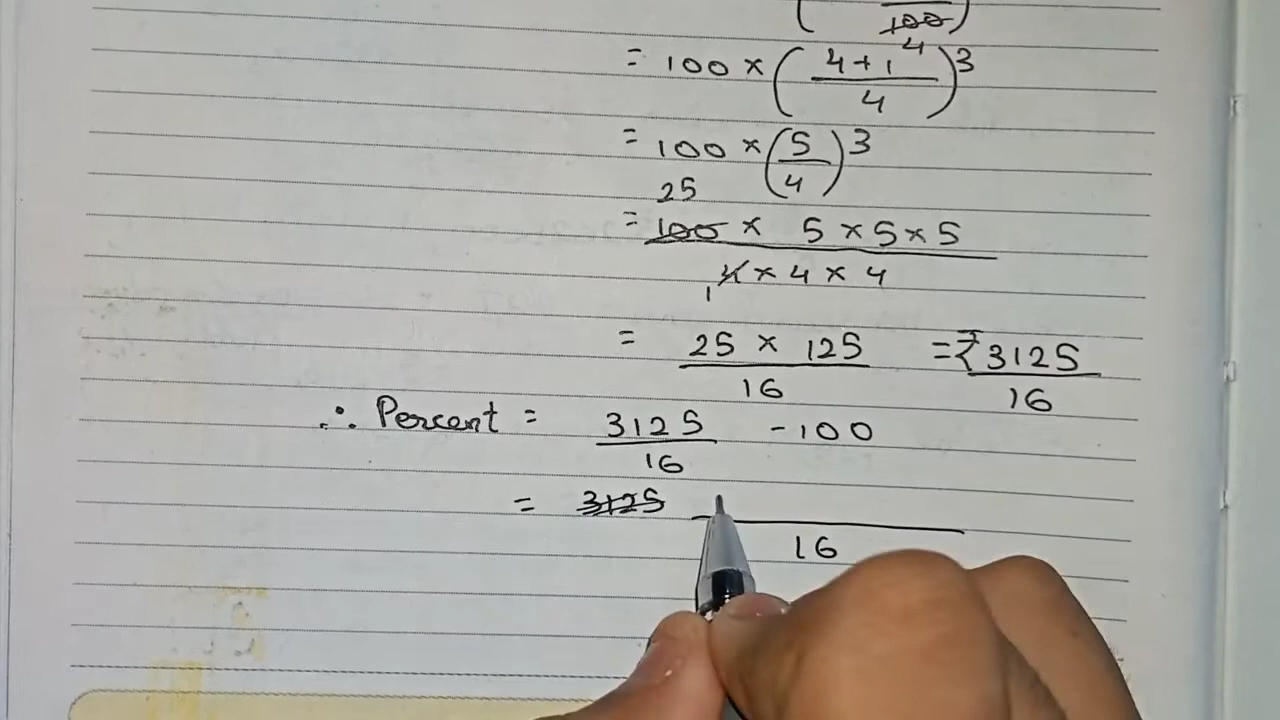 ( 100 )
= 100 × ( 4 + 1 / 4 )³
= 100 × ( 5 / 4 )³
25
= 100 × 5 × 5 × 5
1 4 × 4 × 4
= 25 × 125 / 16 = ₹ 3125 / 16
∴ Percent = 3125 / 16 - 100
= 3125
16